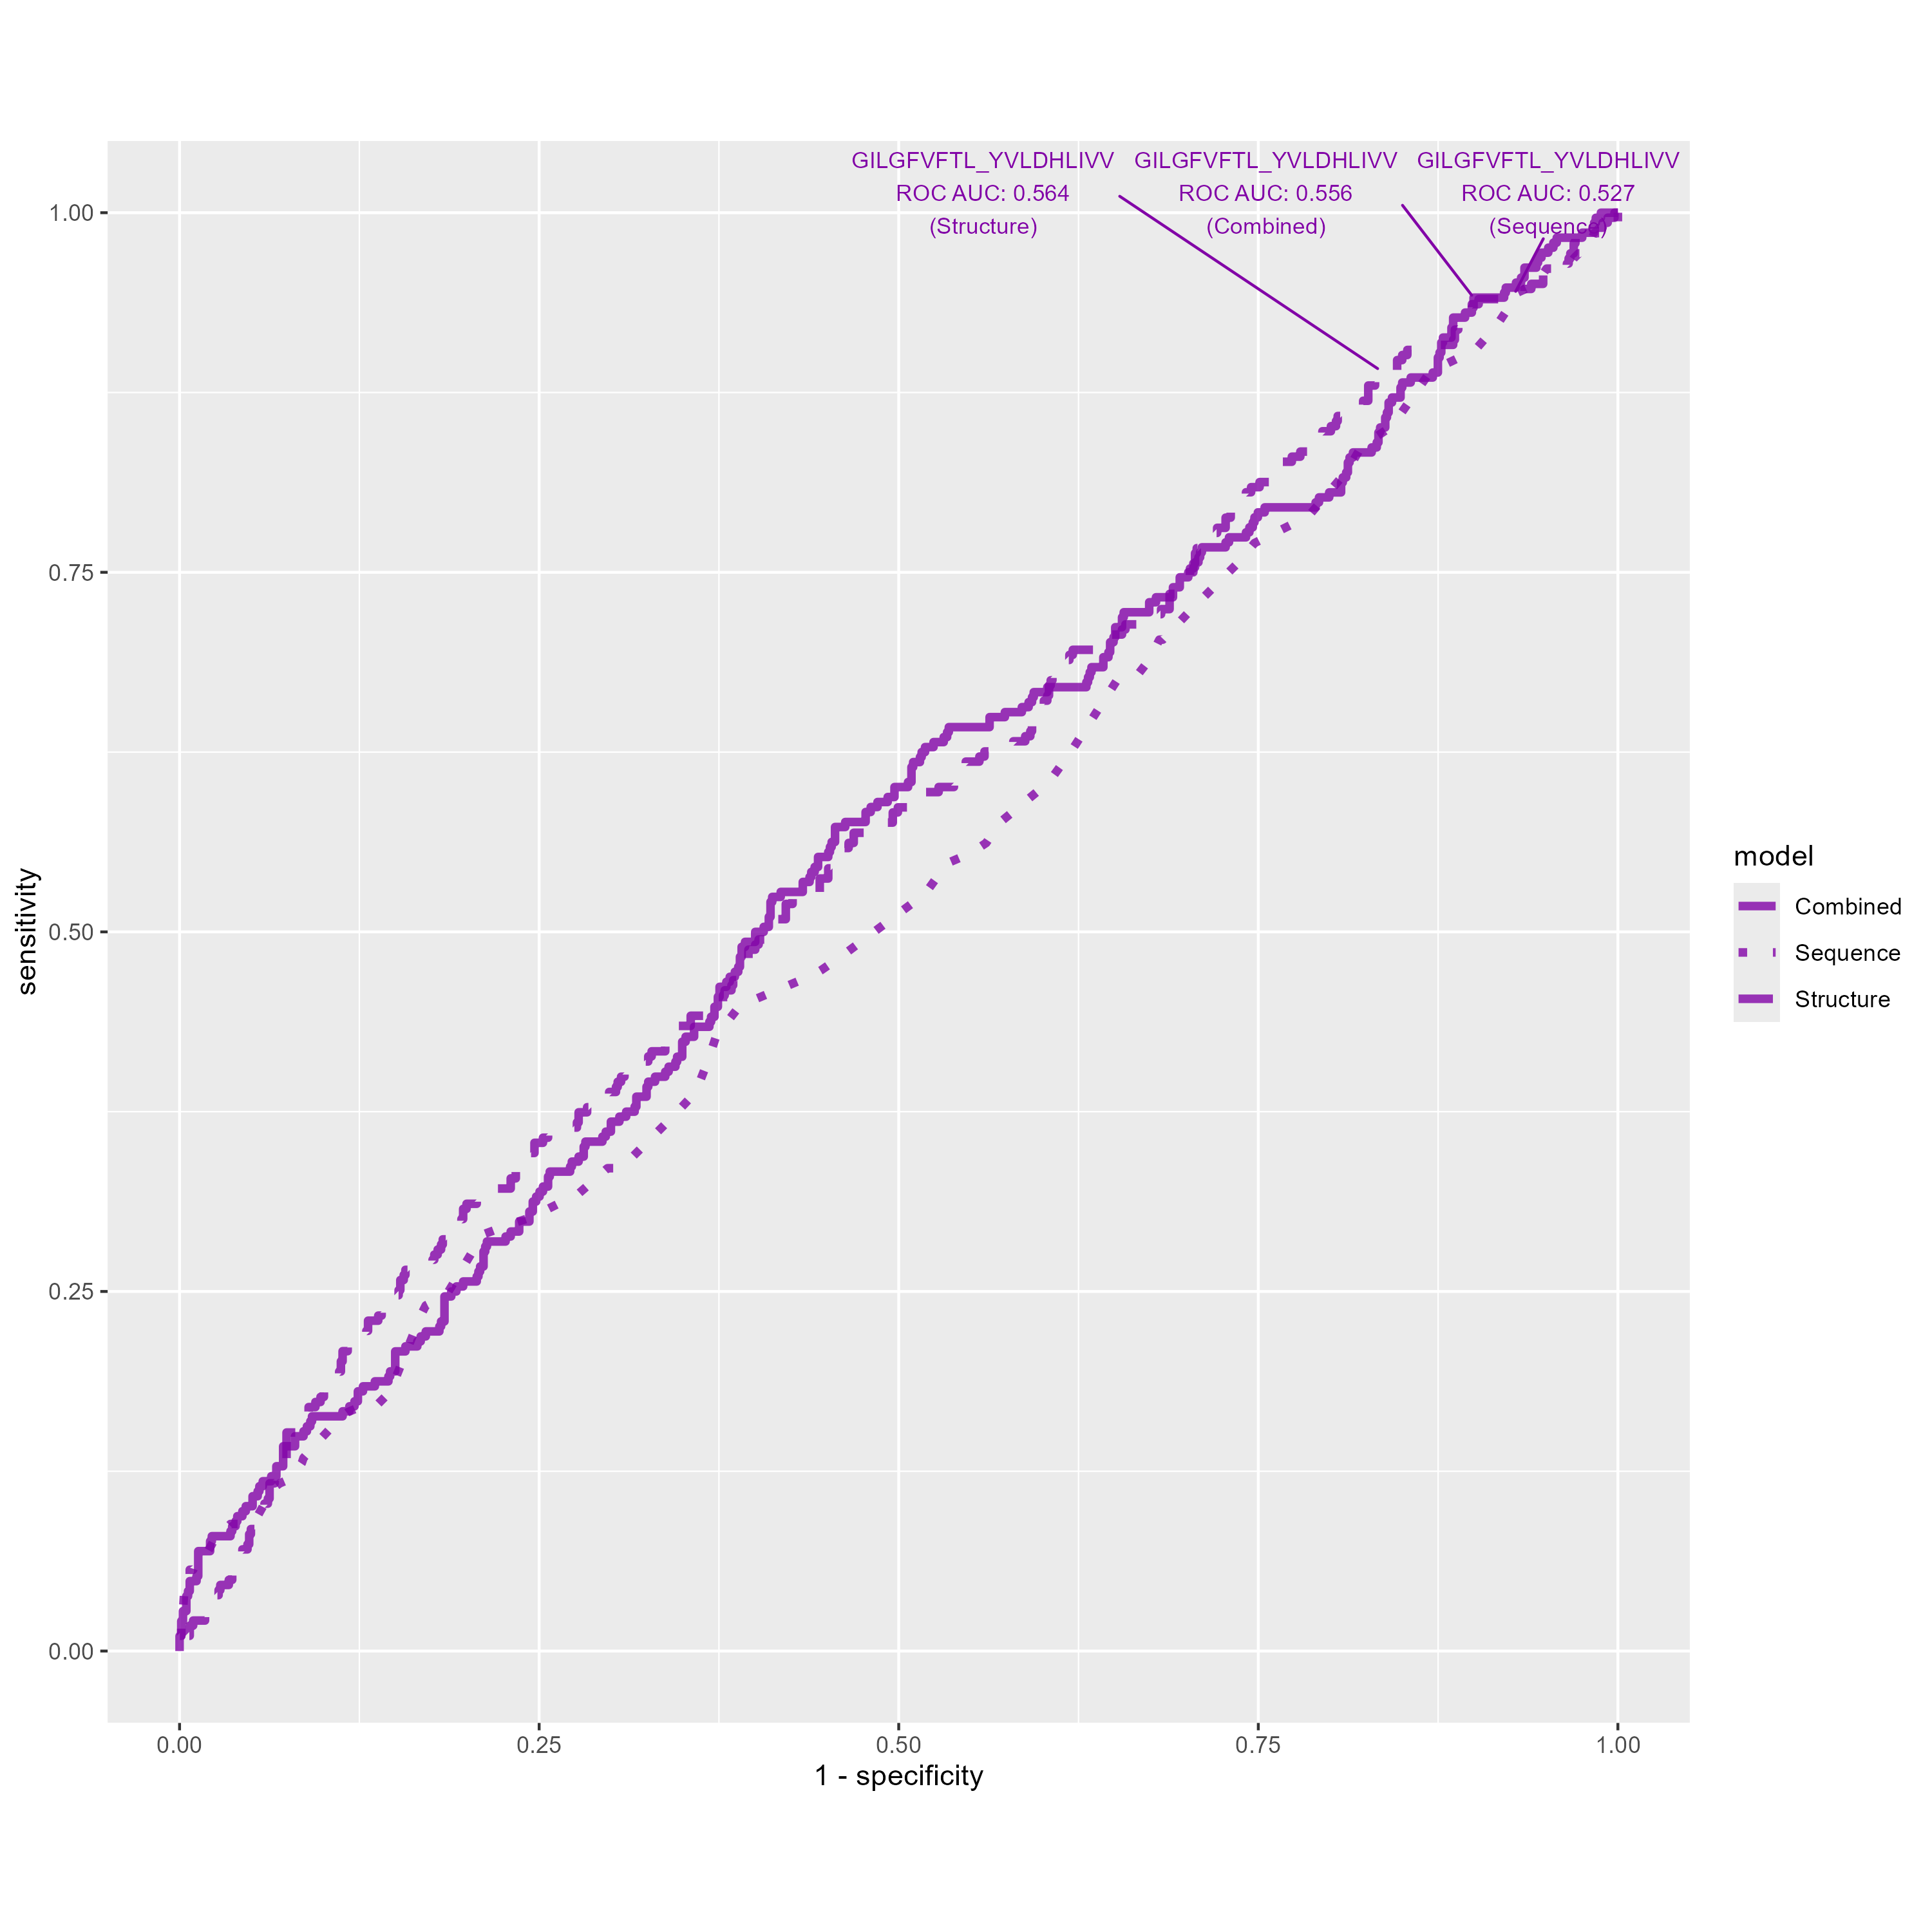 GILGFVFTL_YVLDHLIVV
ROC AUC: 0.564
(Structure)
GILGFVFTL_YVLDHLIVV
ROC AUC: 0.556
(Combined)
GILGFVFTL_YVLDHLIVV
ROC AUC: 0.527
(Sequence)
1.00
0.75
0.50
0.25
0.00
sensitivity
0.00
0.25
0.50
0.75
1.00
1 - specificity
model
Combined
Sequence
Structure